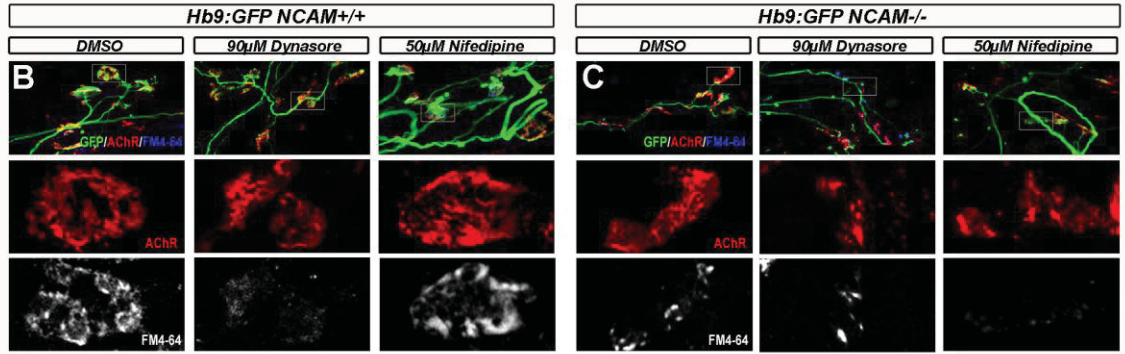 Hb9:GFP NCAM+/+
Hb9:GFP NCAM-/-
DMSO
90µM Dynasore
50µM Nifedipine
DMSO
90µM Dynasore
50µM Nifedipine
B
C
GFP/AChR/FM4-64
GFP/AChR/FM4-64
AChR
AChR
FM4-64
FM4-64